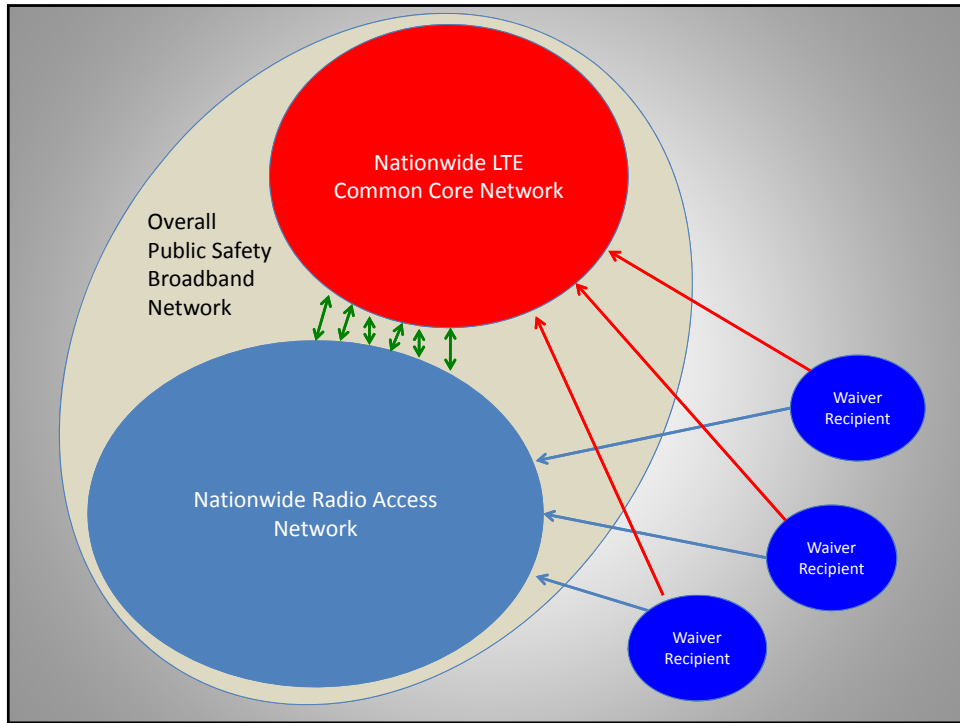 Nationwide LTE
Common Core Network
Overall
Public Safety
Broadband
Network
Nationwide Radio Access
Network
Waiver
Recipient
Waiver
Recipient
Waiver
Recipient